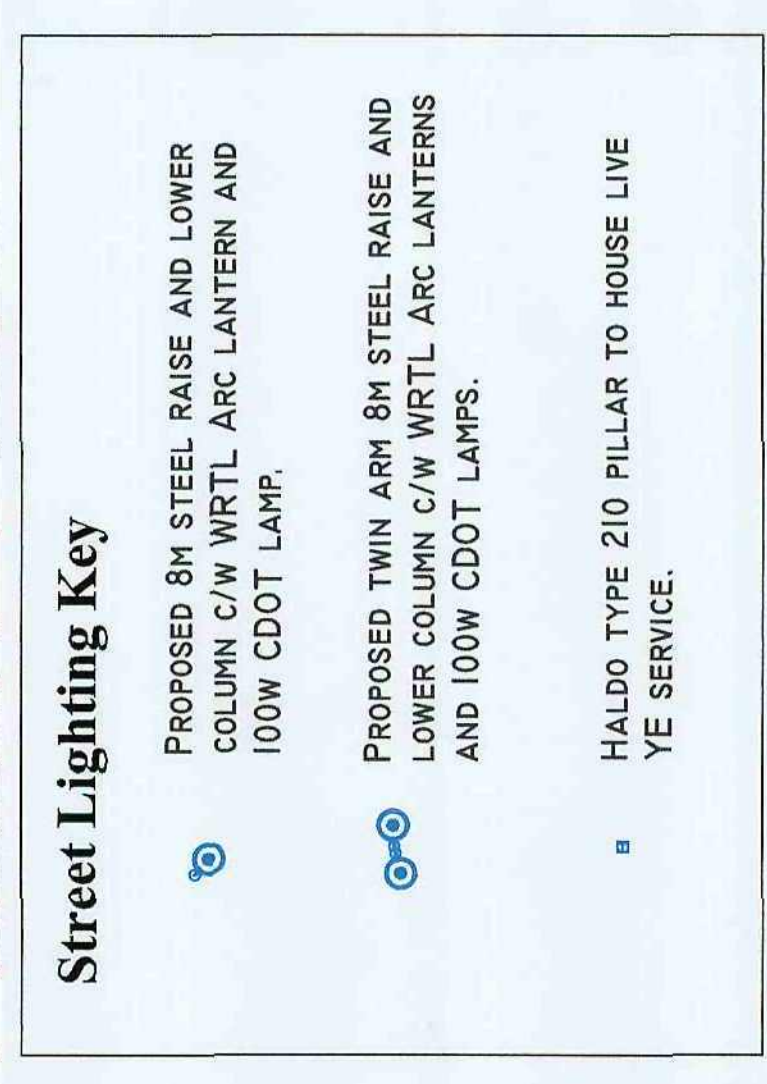 Street Lighting Key
PROPOSED 8M STEEL RAISE AND LOWER
COLUMN C/W WRTL ARC LANTERN AND
100W CDOT LAMP.
PROPOSED TWIN ARM 8M STEEL RAISE AND
LOWER COLUMN C/W WRTL ARC LANTERNS
AND 100W CDOT LAMPS.
HALDO TYPE 210 PILLAR TO HOUSE LIVE
YE SERVICE.